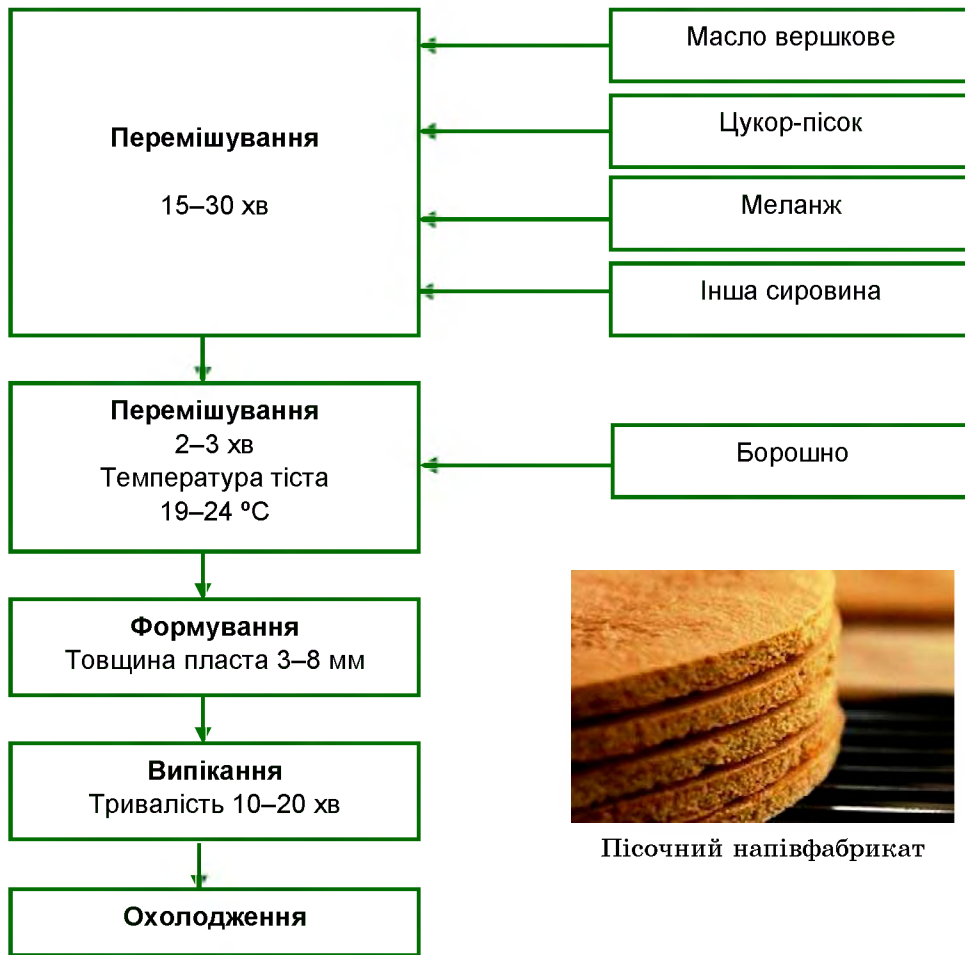 Перемішування
15–30 хв
Масло вершкове
Цукор-пісок
Меланж
Інша сировина
Перемішування
2–3 хв
Температура тіста
19–24 ºС
Борошно
Формування
Товщина пласта 3–8 мм
Випікання
Тривалість 10–20 хв
Охолодження
Пісочний напівфабрикат